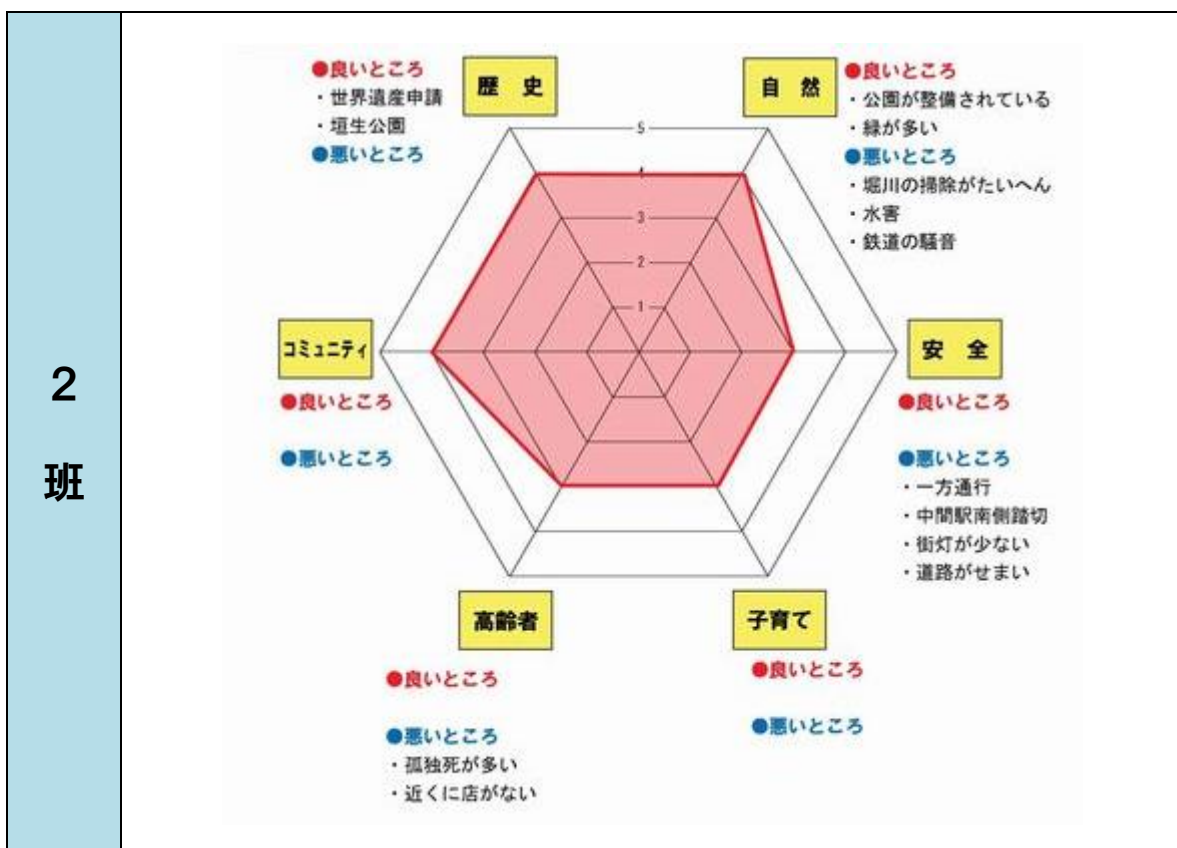 2
班
歴 史
●良いところ
・世界遺産申請
・垣生公園
●悪いところ
自 然
●良いところ
・公園が整備されている
・緑が多い
●悪いところ
・堀川の掃除がたいへん
・水害
・鉄道の騒音
5
4
3
2
1
コミュニティ
●良いところ
●悪いところ
安 全
●良いところ
●悪いところ
・一方通行
・中間駅南側踏切
・街灯が少ない
・道路がせまい
高齢者
●良いところ
●悪いところ
・孤独死が多い
・近くに店がない
子育て
●良いところ
●悪いところ